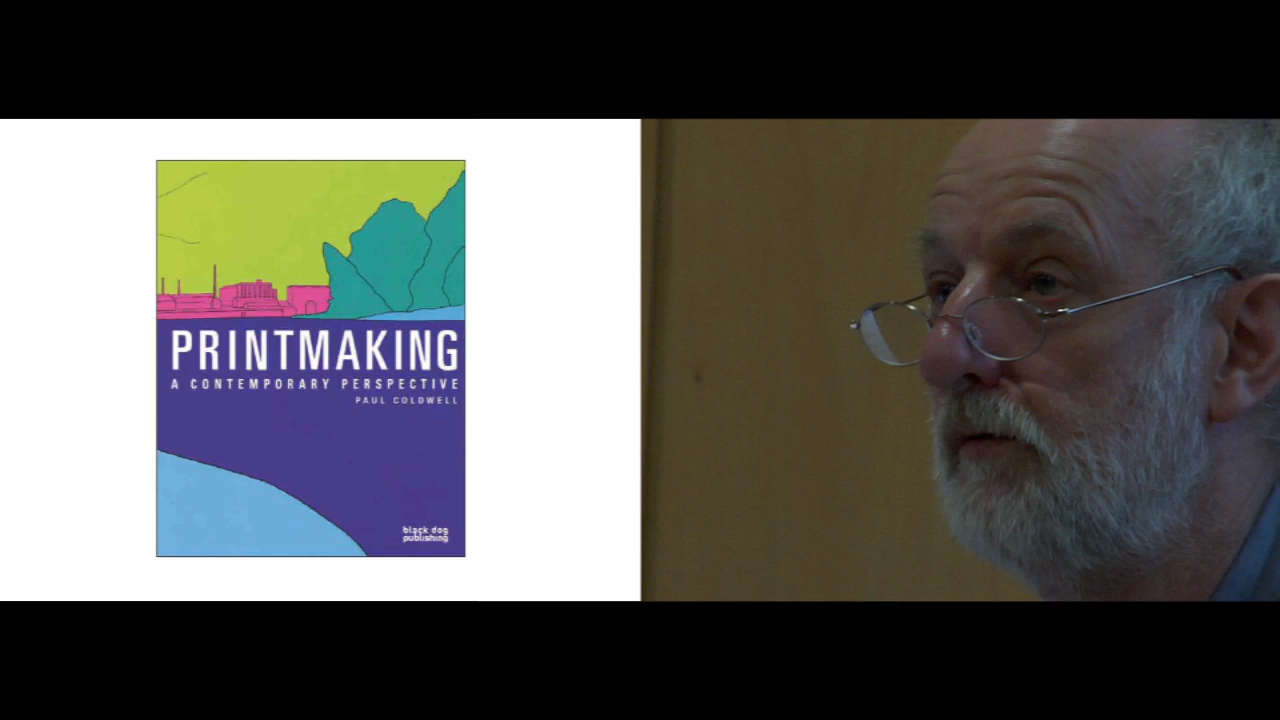 PRINTMAKING
A CONTEMPORARY PERSPECTIVE
PAUL COLDWELL
black dog
publishing